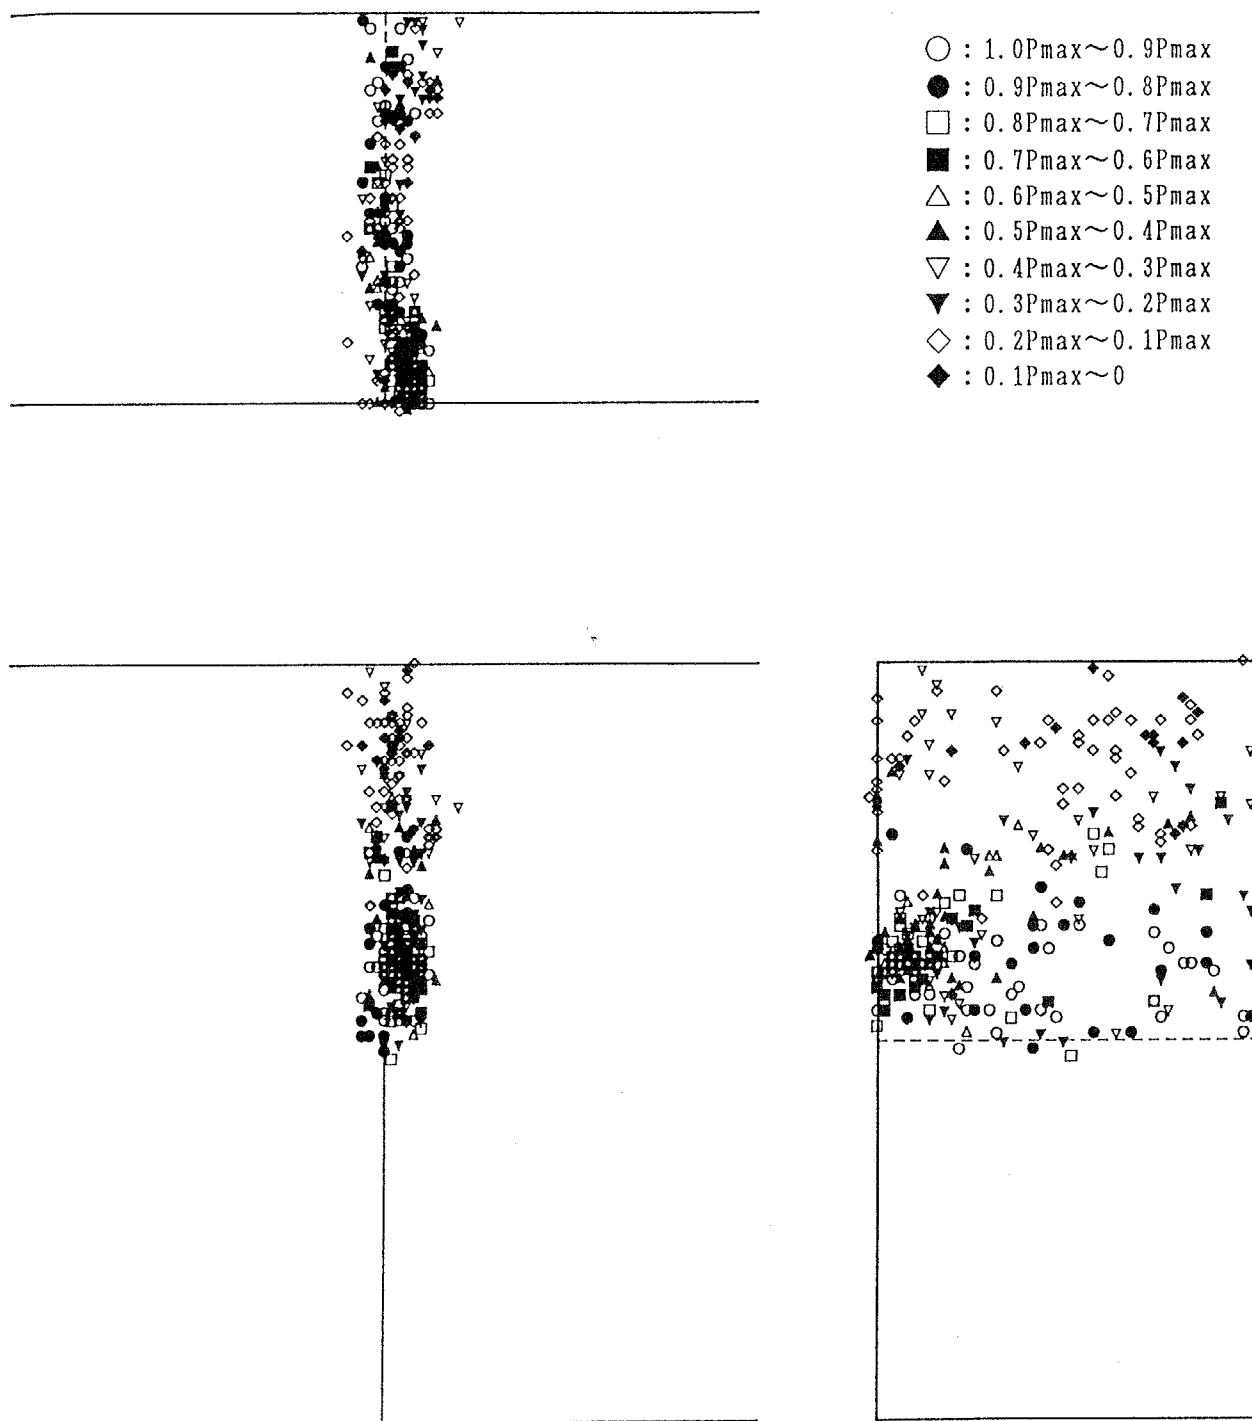 ○ : 1.0Pmax～0.9Pmax
● : 0.9Pmax～0.8Pmax
□ : 0.8Pmax～0.7Pmax
■ : 0.7Pmax～0.6Pmax
△ : 0.6Pmax～0.5Pmax
▲ : 0.5Pmax～0.4Pmax
▽ : 0.4Pmax～0.3Pmax
▼ : 0.3Pmax～0.2Pmax
◇ : 0.2Pmax～0.1Pmax
◆ : 0.1Pmax～0